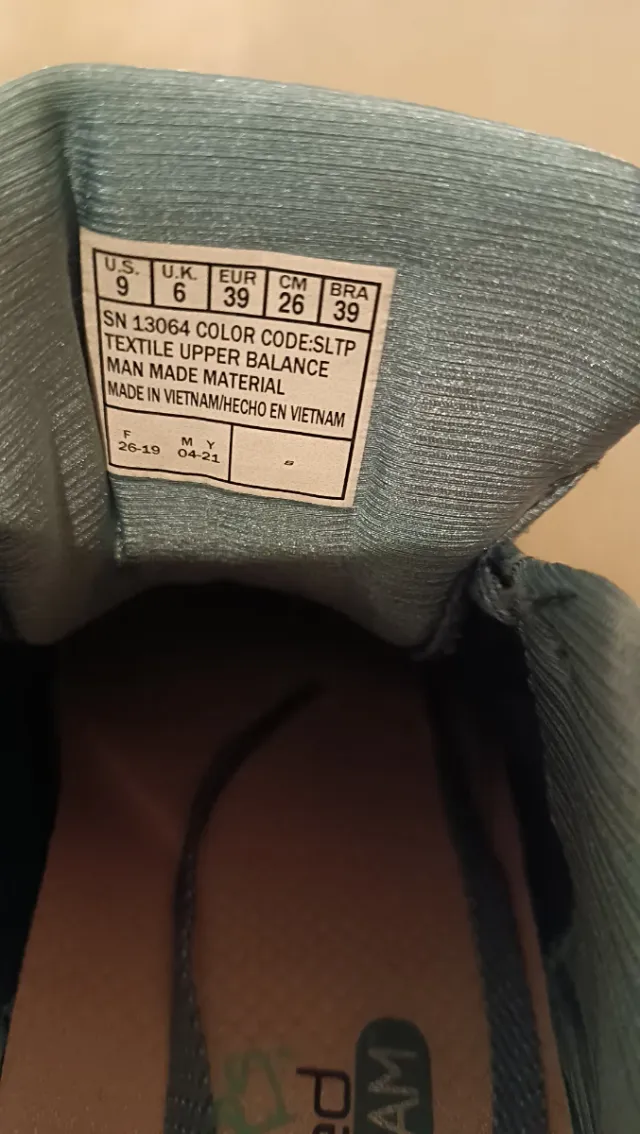 U.S. U.K. EUR CM BRA
9 6 39 26 39
SN 13064 COLOR CODE:SLTP
TEXTILE UPPER BALANCE
MAN MADE MATERIAL
MADE IN VIETNAM/HECHO EN VIETNAM
F M Y
26-19 04-21